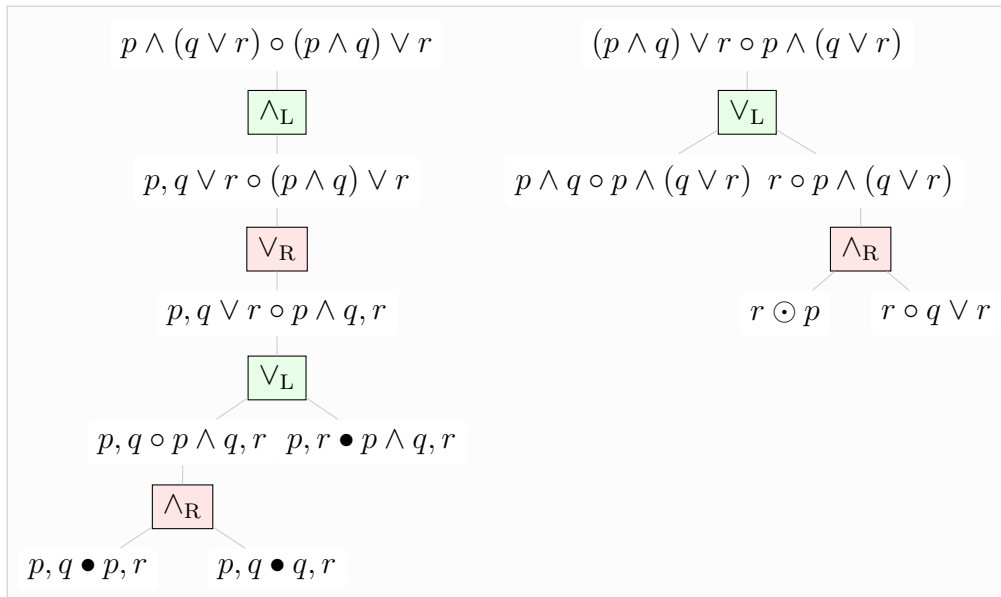 p ∧ (q ∨ r) ∘ (p ∧ q) ∨ r
∧L
p, q ∨ r ∘ (p ∧ q) ∨ r
∨R
p, q ∨ r ∘ p ∧ q, r
∨L
p, q ∘ p ∧ q, r p, r • p ∧ q, r
∧R
p, q • p, r p, q • q, r
(p ∧ q) ∨ r ∘ p ∧ (q ∨ r)
∨L
p ∧ q ∘ p ∧ (q ∨ r) r ∘ p ∧ (q ∨ r)
∧R
r ⊙ p r ∘ q ∨ r